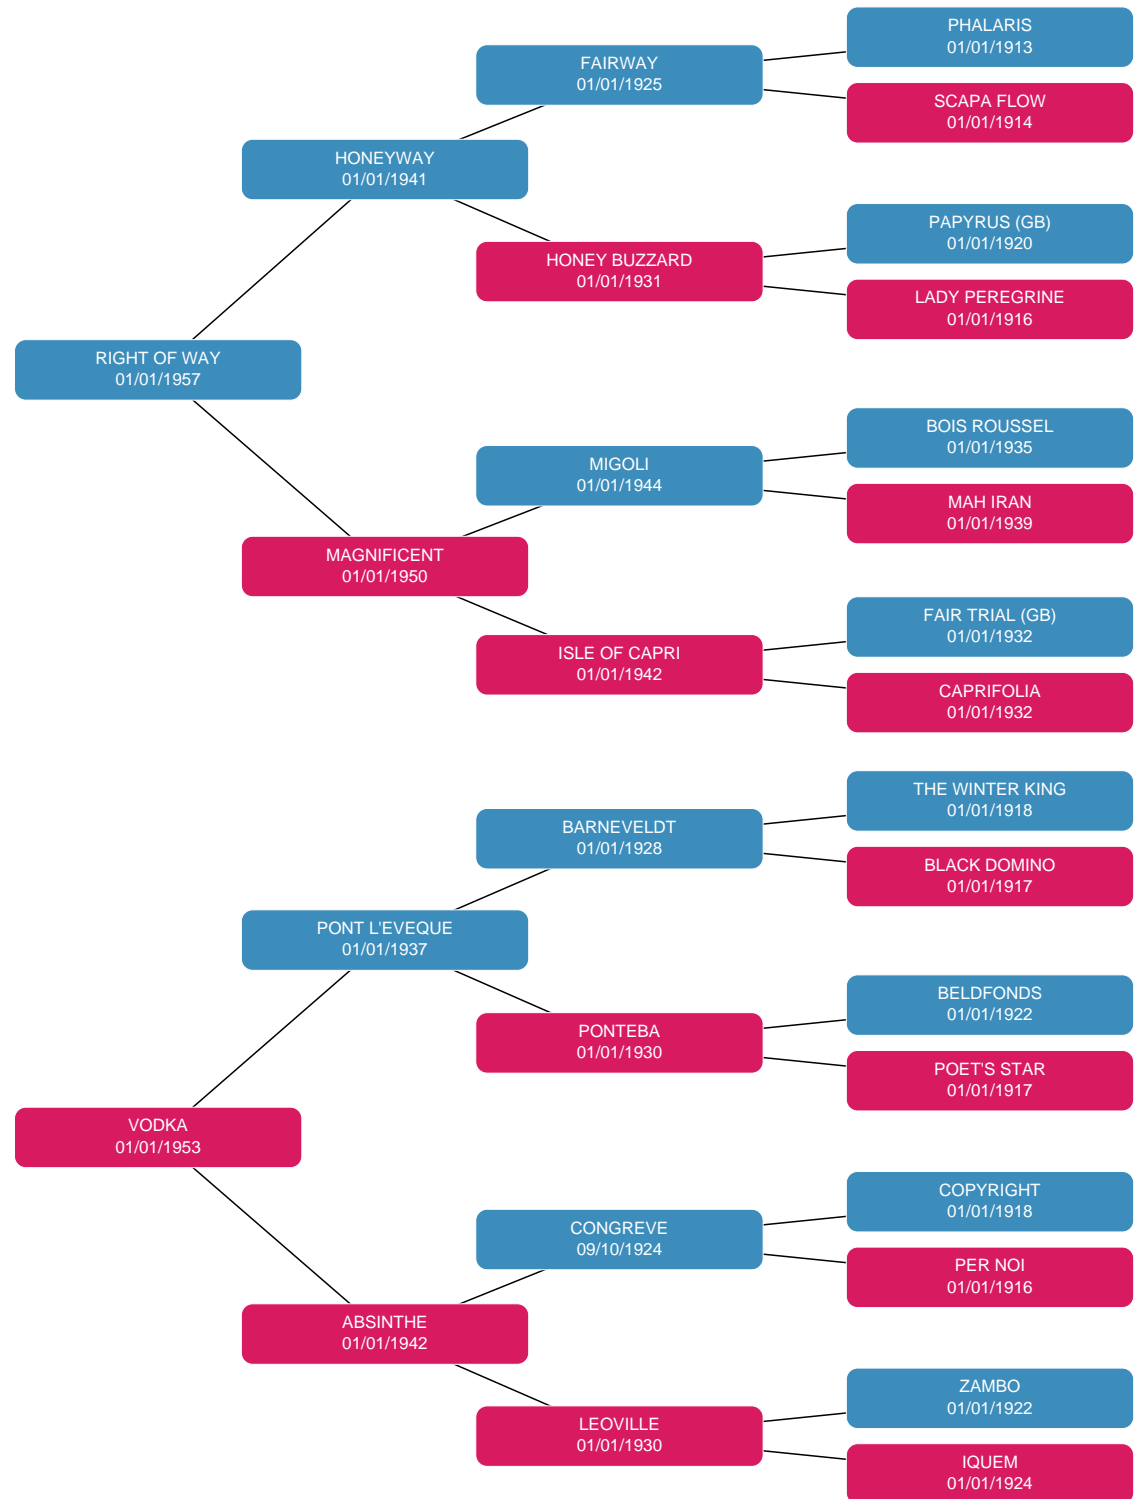 PHALARIS
01/01/1913
FAIRWAY
01/01/1925
SCAPA FLOW
01/01/1914
HONEYWAY
01/01/1941
PAPYRUS (GB)
01/01/1920
HONEY BUZZARD
01/01/1931
LADY PEREGRINE
01/01/1916
RIGHT OF WAY
01/01/1957
BOIS ROUSSEL
01/01/1935
MIGOLI
01/01/1944
MAH IRAN
01/01/1939
MAGNIFICENT
01/01/1950
FAIR TRIAL (GB)
01/01/1932
ISLE OF CAPRI
01/01/1942
CAPRIFOLIA
01/01/1932
THE WINTER KING
01/01/1918
BARNEVELDT
01/01/1928
BLACK DOMINO
01/01/1917
PONT L'EVEQUE
01/01/1937
BELDFONDS
01/01/1922
PONTEBA
01/01/1930
POET'S STAR
01/01/1917
VODKA
01/01/1953
COPYRIGHT
01/01/1918
CONGREVE
09/10/1924
PER NOI
01/01/1916
ABSINTHE
01/01/1942
ZAMBO
01/01/1922
LEOVILLE
01/01/1930
IQUEM
01/01/1924